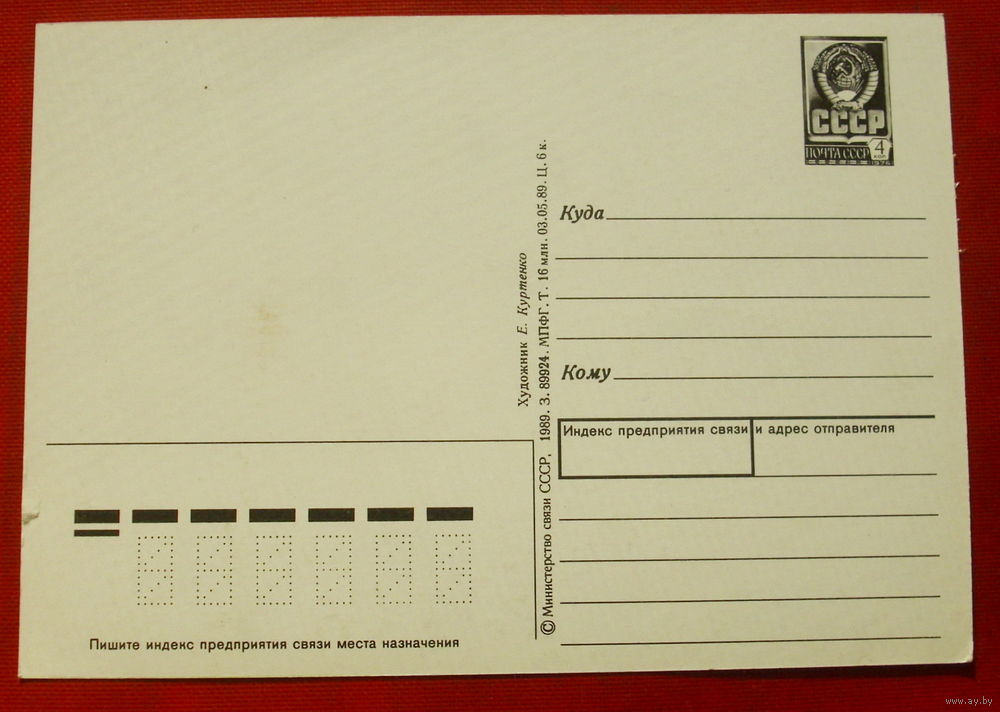 СССР
ПОЧТА СССР 4 КОП
1976
Куда
Кому
Индекс предприятия связи и адрес отправителя
Художник Е. Куртенко
© Министерство связи СССР, 1989. З. 89924. МПФГ. Т. 16 млн. 03.05.89. Ц. 6 к.
Пишите индекс предприятия связи места назначения
www.ay.by